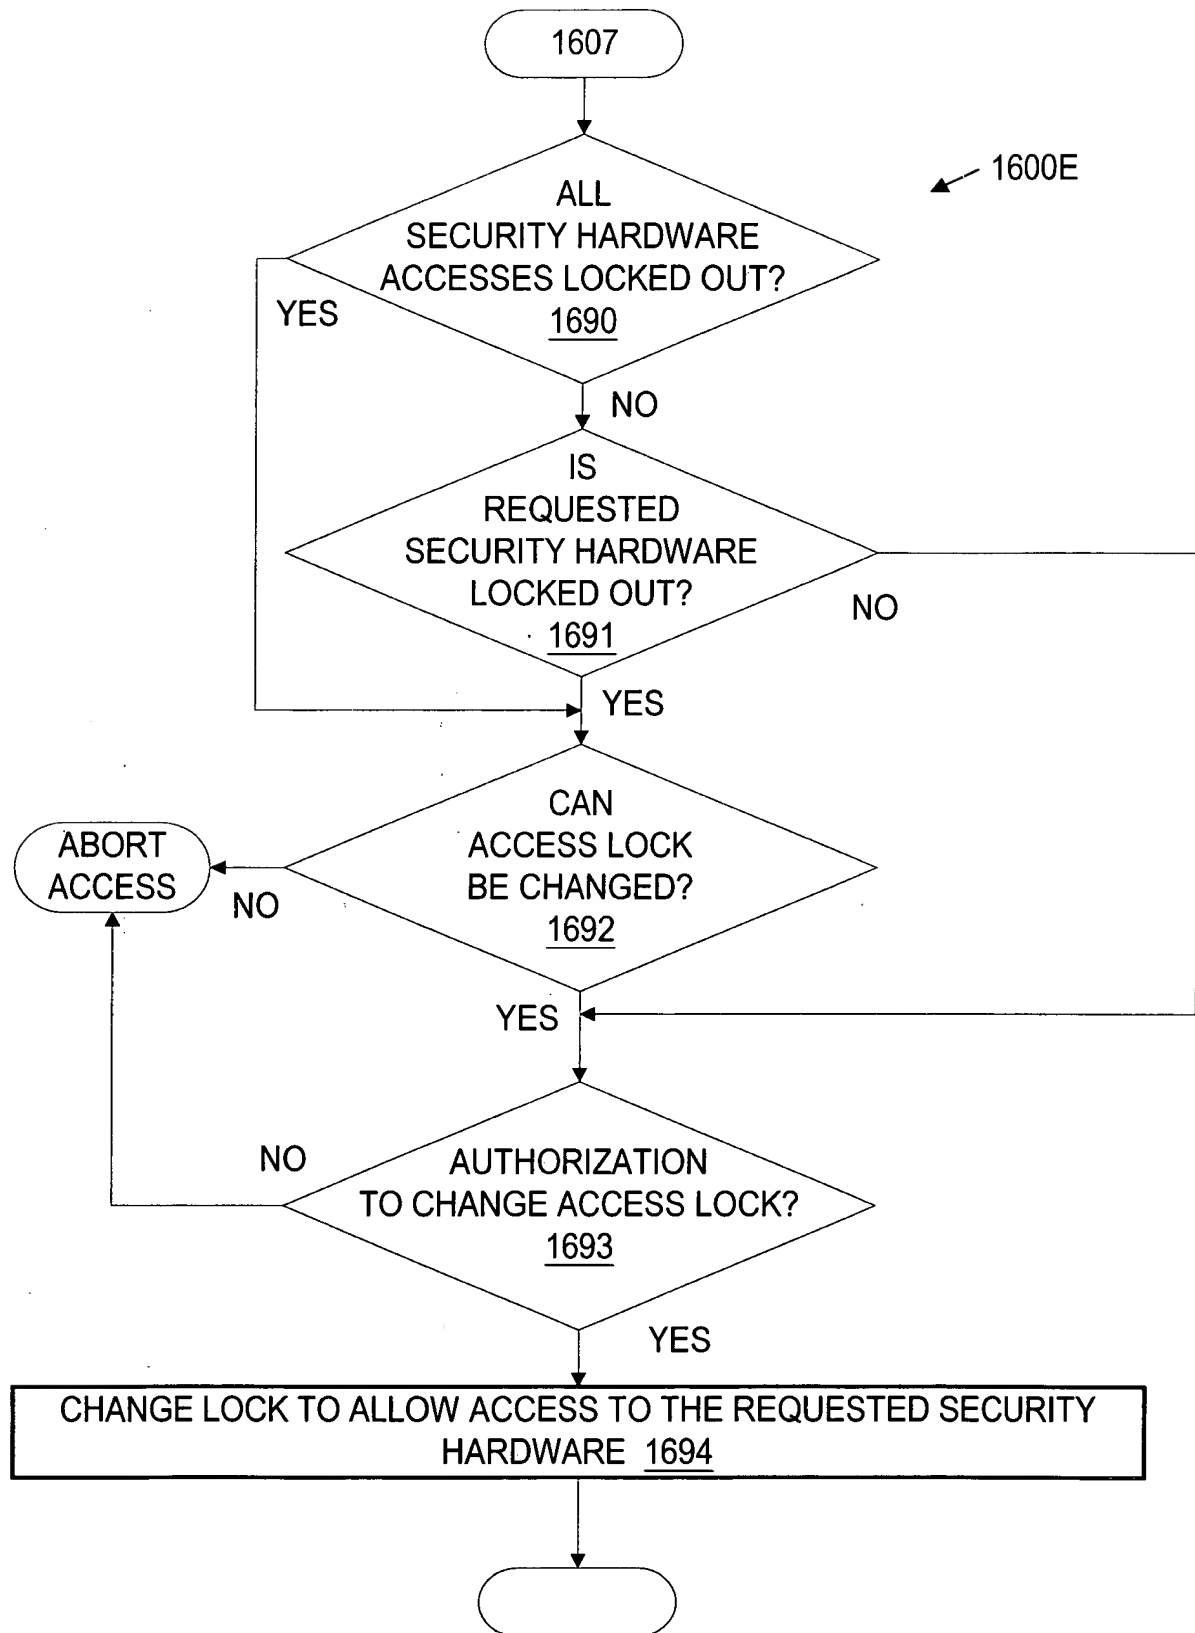 1607
1600E
ALL
SECURITY HARDWARE
ACCESSES LOCKED OUT?
1690
YES
NO
IS
REQUESTED
SECURITY HARDWARE
LOCKED OUT?
1691
NO
YES
CAN
ACCESS LOCK
BE CHANGED?
1692
ABORT
ACCESS
NO
YES
NO
AUTHORIZATION
TO CHANGE ACCESS LOCK?
1693
YES
CHANGE LOCK TO ALLOW ACCESS TO THE REQUESTED SECURITY
HARDWARE 1694